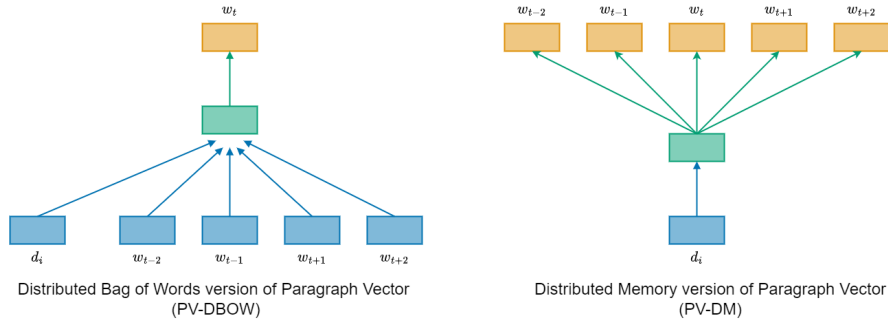 w_t
d_i w_{t-2} w_{t-1} w_{t+1} w_{t+2}
Distributed Bag of Words version of Paragraph Vector
(PV-DBOW)
w_{t-2} w_{t-1} w_t w_{t+1} w_{t+2}
d_i
Distributed Memory version of Paragraph Vector
(PV-DM)